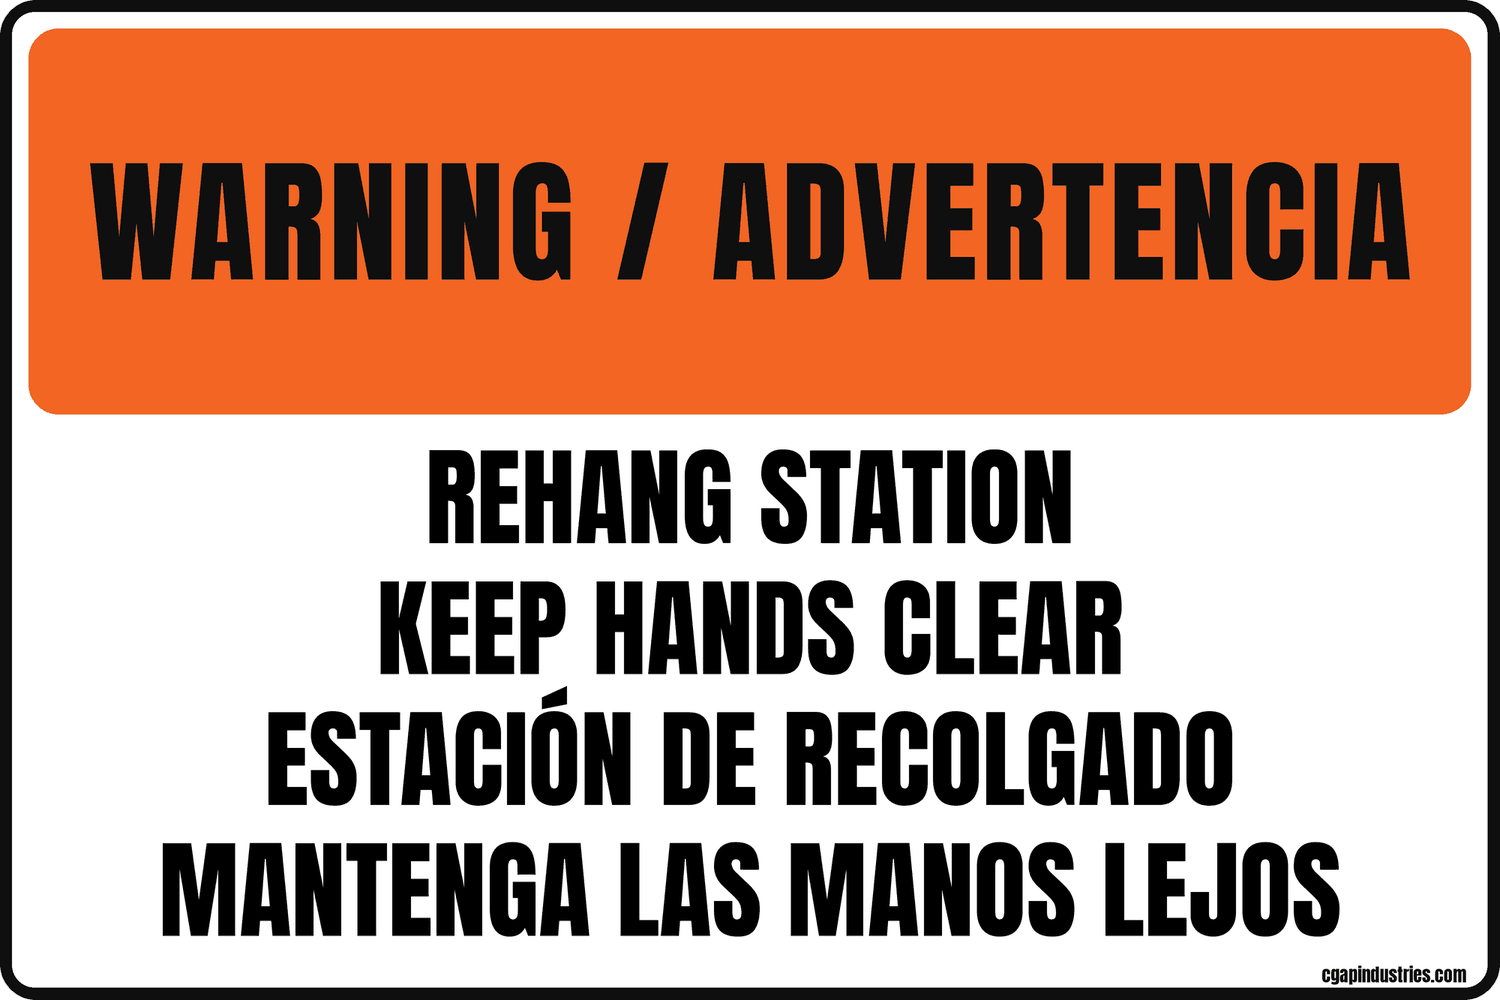 WARNING / ADVERTENCIA
REHANG STATION
KEEP HANDS CLEAR
ESTACIÓN DE RECOLGADO
MANTENGA LAS MANOS LEJOS
cgapindustries.com